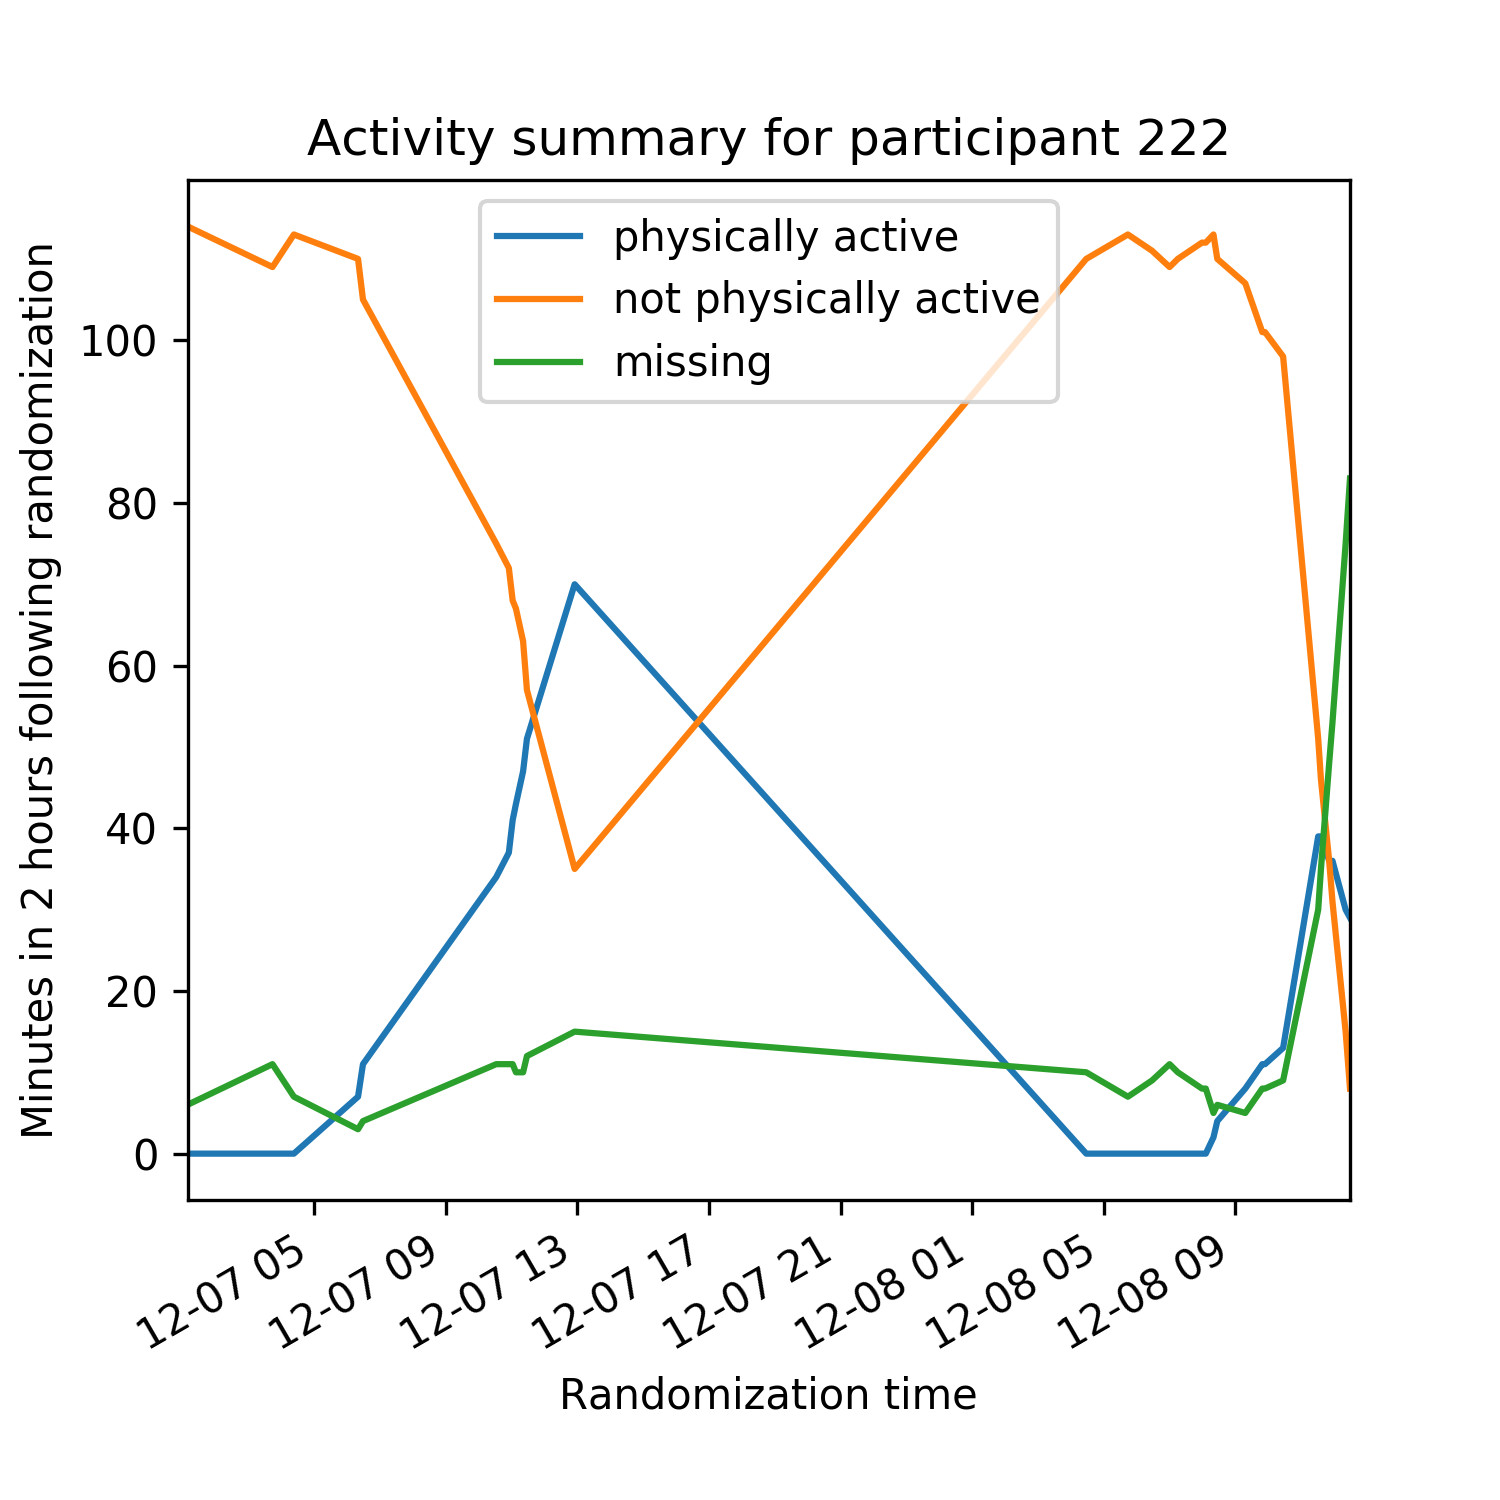 Activity summary for participant 222
physically active
not physically active
missing
Minutes in 2 hours following randomization
100
80
60
40
20
0
12-07 05
12-07 09
12-07 13
12-07 17
12-07 21
12-08 01
12-08 05
12-08 09
Randomization time